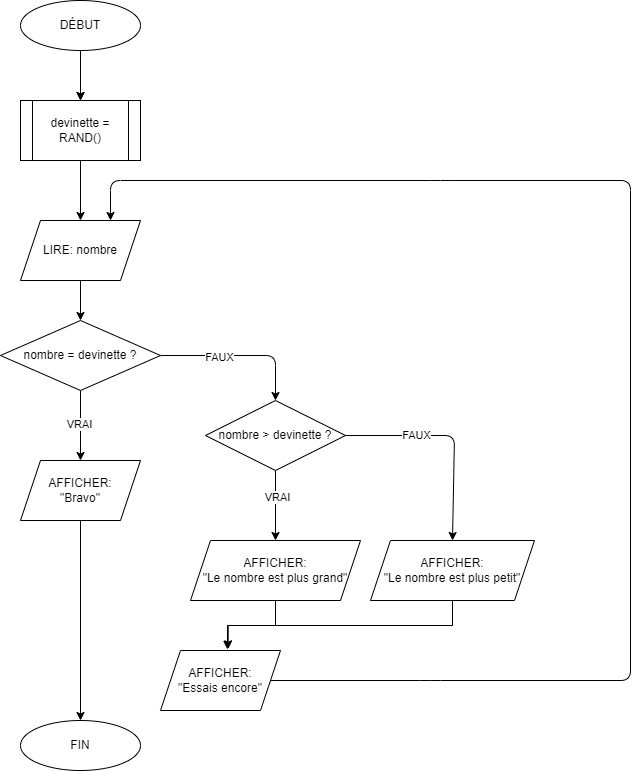 DÉBUT
devinette =
RAND()
LIRE: nombre
nombre = devinette ?
FAUX
VRAI
nombre > devinette ?
FAUX
VRAI
AFFICHER:
"Bravo"
AFFICHER:
"Le nombre est plus grand"
AFFICHER:
"Le nombre est plus petit"
AFFICHER:
"Essais encore"
FIN